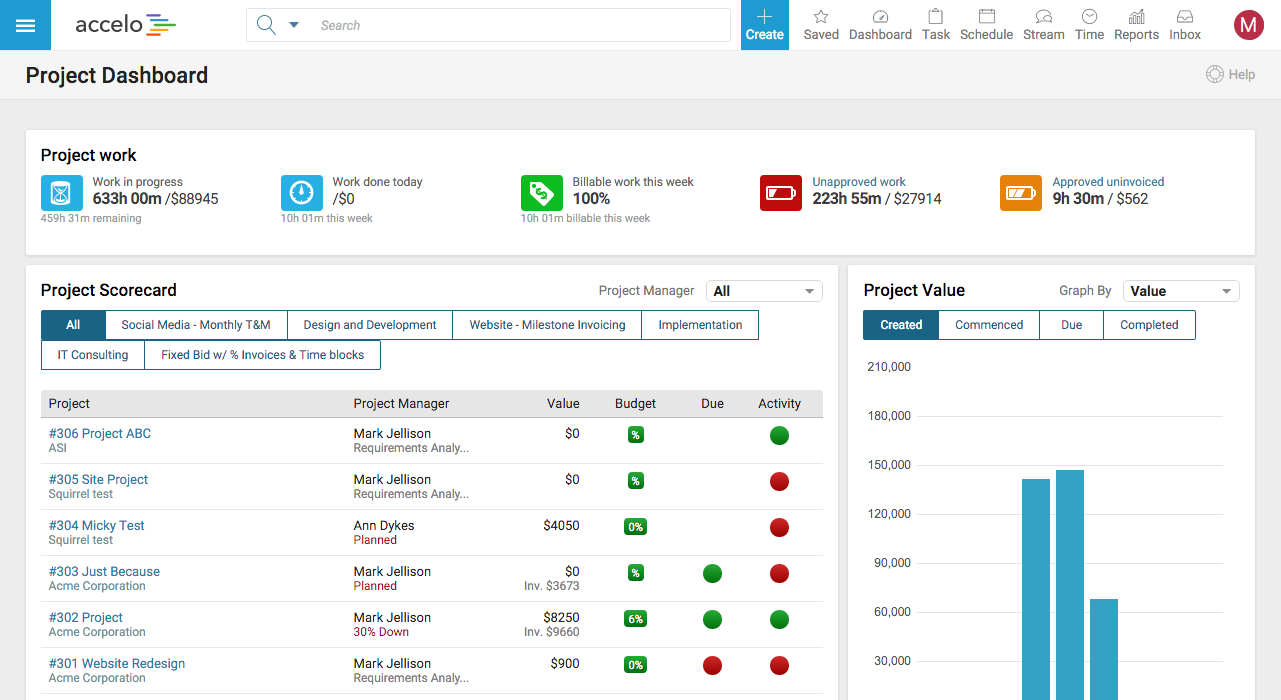 accelo
Search
Create
Saved
Dashboard
Task
Schedule
Stream
Time
Reports
Inbox
M
Project Dashboard
Help
Project work
Work in progress
633h 00m /$88945
459h 31m remaining
Work done today
/$0
10h 01m this week
Billable work this week
100%
10h 01m billable this week
Unapproved work
223h 55m / $27914
Approved uninvoiced
9h 30m / $562
Project Scorecard
Project Manager All
All Social Media - Monthly T&M Design and Development Website - Milestone Invoicing Implementation
IT Consulting Fixed Bid w/ % Invoices & Time blocks
Project Project Manager Value Budget Due Activity
#306 Project ABC Mark Jellison $0 %
ASI Requirements Analy...
#305 Site Project Mark Jellison $0 %
Squirrel test Requirements Analy...
#304 Micky Test Ann Dykes $4050 0%
Squirrel test Planned
#303 Just Because Mark Jellison $0 %
Acme Corporation Planned Inv. $3673
#302 Project Mark Jellison $8250 6%
Acme Corporation 30% Down Inv. $9660
#301 Website Redesign Mark Jellison $900 0%
Acme Corporation Requirements Analy...
Project Value
Graph By Value
Created Commenced Due Completed
210,000
180,000
150,000
120,000
90,000
60,000
30,000